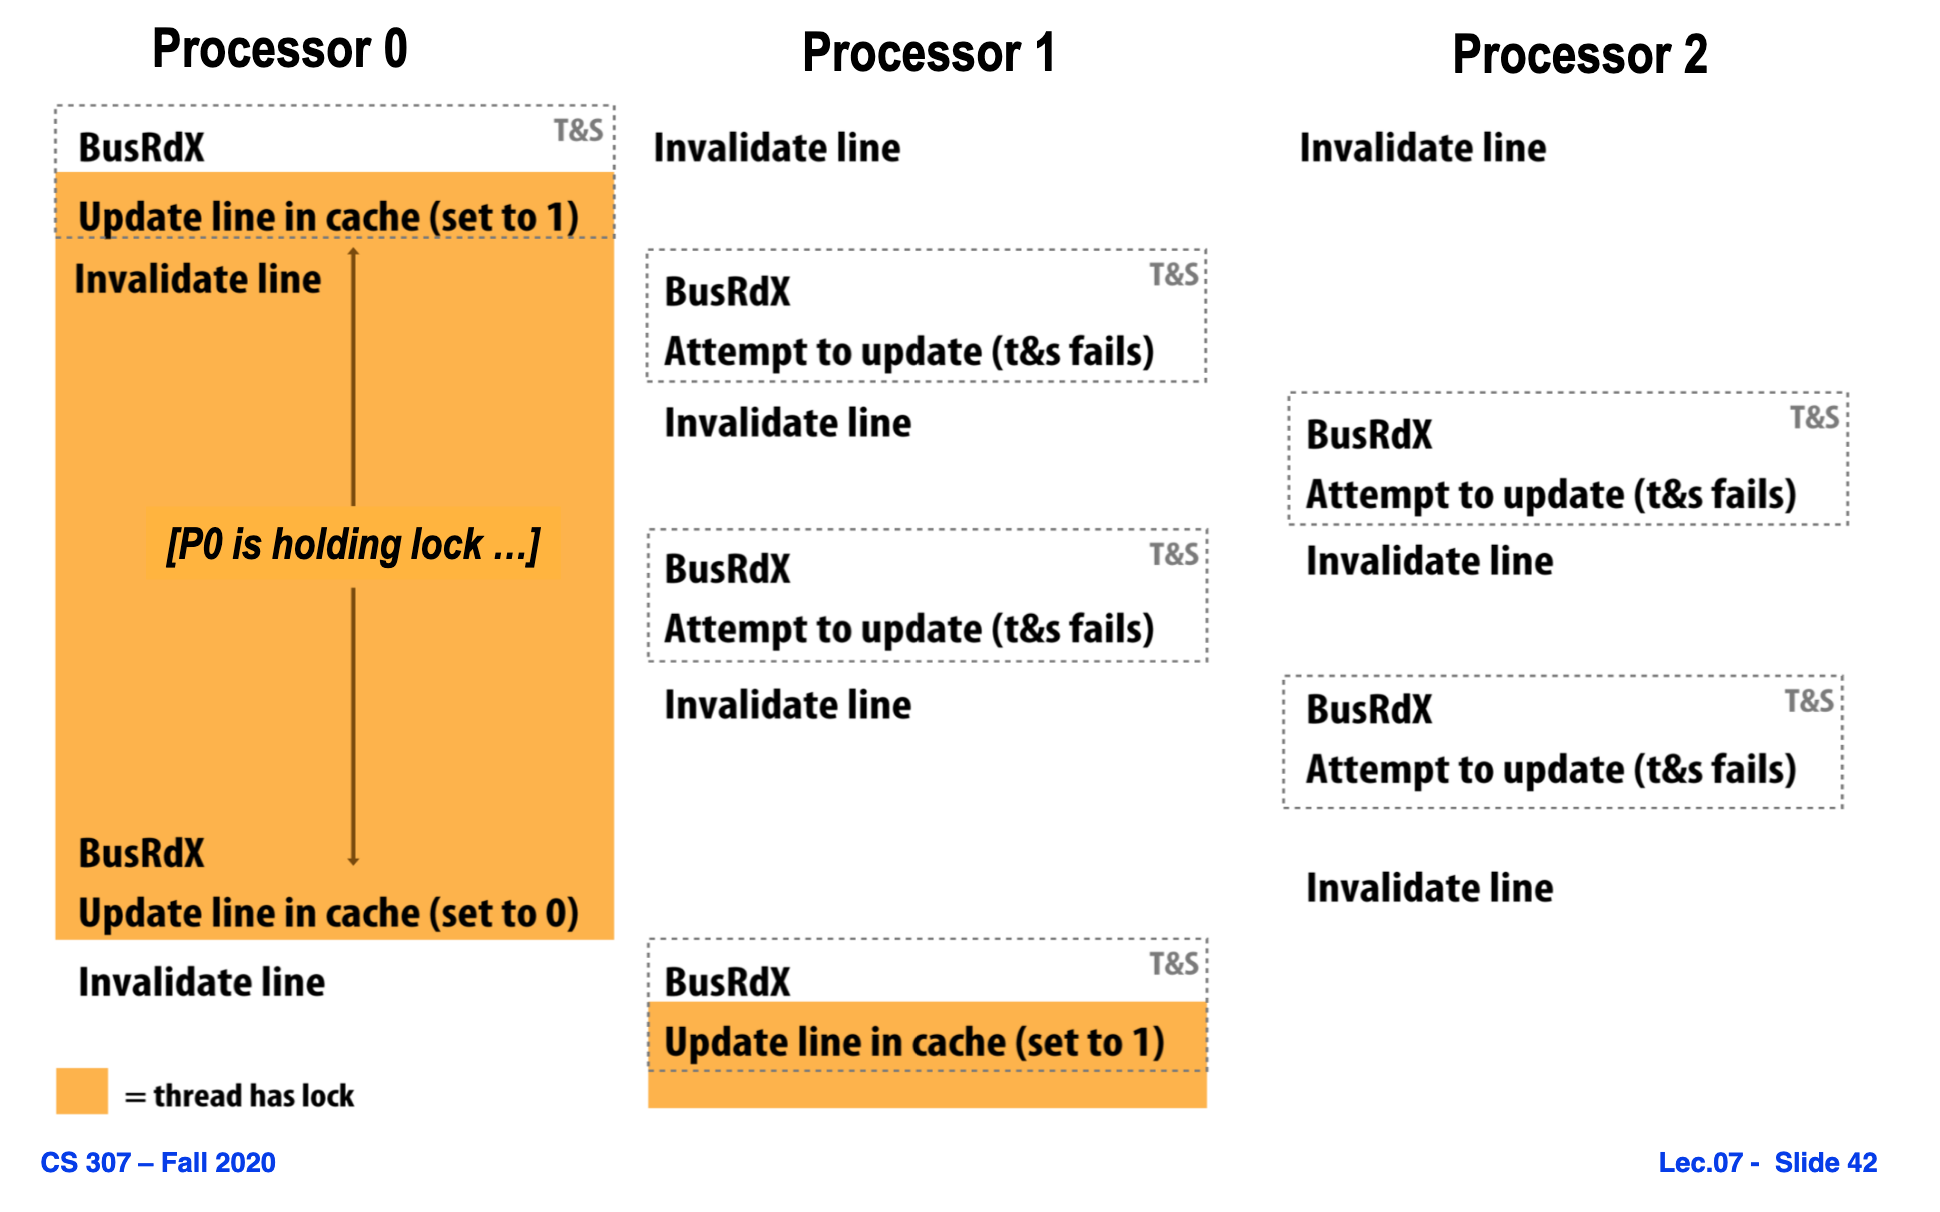 Processor 0
Processor 1
Processor 2
T&S
BusRdX
Update line in cache (set to 1)
Invalidate line
[P0 is holding lock ...]
BusRdX
Update line in cache (set to 0)
Invalidate line
= thread has lock
Invalidate line
T&S
BusRdX
Attempt to update (t&s fails)
Invalidate line
T&S
BusRdX
Attempt to update (t&s fails)
Invalidate line
T&S
BusRdX
Update line in cache (set to 1)
Invalidate line
T&S
BusRdX
Attempt to update (t&s fails)
Invalidate line
T&S
BusRdX
Attempt to update (t&s fails)
Invalidate line
CS 307 – Fall 2020
Lec.07 - Slide 42